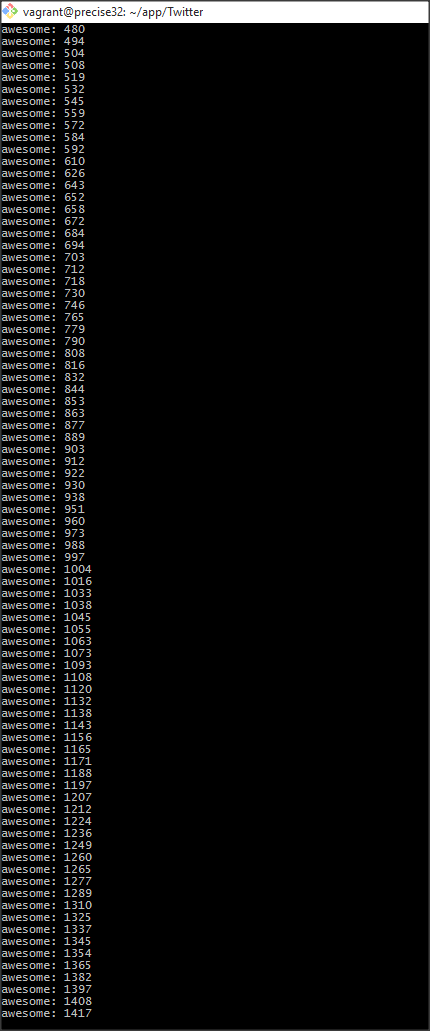 vagrant@precise32: ~/app/Twitter
awesome: 480
awesome: 494
awesome: 504
awesome: 508
awesome: 519
awesome: 532
awesome: 545
awesome: 559
awesome: 572
awesome: 584
awesome: 592
awesome: 610
awesome: 626
awesome: 643
awesome: 652
awesome: 658
awesome: 672
awesome: 684
awesome: 694
awesome: 703
awesome: 712
awesome: 718
awesome: 730
awesome: 746
awesome: 765
awesome: 779
awesome: 790
awesome: 808
awesome: 816
awesome: 832
awesome: 844
awesome: 853
awesome: 863
awesome: 877
awesome: 889
awesome: 903
awesome: 912
awesome: 922
awesome: 930
awesome: 938
awesome: 951
awesome: 960
awesome: 973
awesome: 988
awesome: 997
awesome: 1004
awesome: 1016
awesome: 1033
awesome: 1038
awesome: 1045
awesome: 1055
awesome: 1063
awesome: 1073
awesome: 1093
awesome: 1108
awesome: 1120
awesome: 1132
awesome: 1138
awesome: 1143
awesome: 1156
awesome: 1165
awesome: 1171
awesome: 1188
awesome: 1197
awesome: 1207
awesome: 1212
awesome: 1224
awesome: 1236
awesome: 1249
awesome: 1260
awesome: 1265
awesome: 1277
awesome: 1289
awesome: 1310
awesome: 1325
awesome: 1337
awesome: 1345
awesome: 1354
awesome: 1365
awesome: 1382
awesome: 1397
awesome: 1408
awesome: 1417